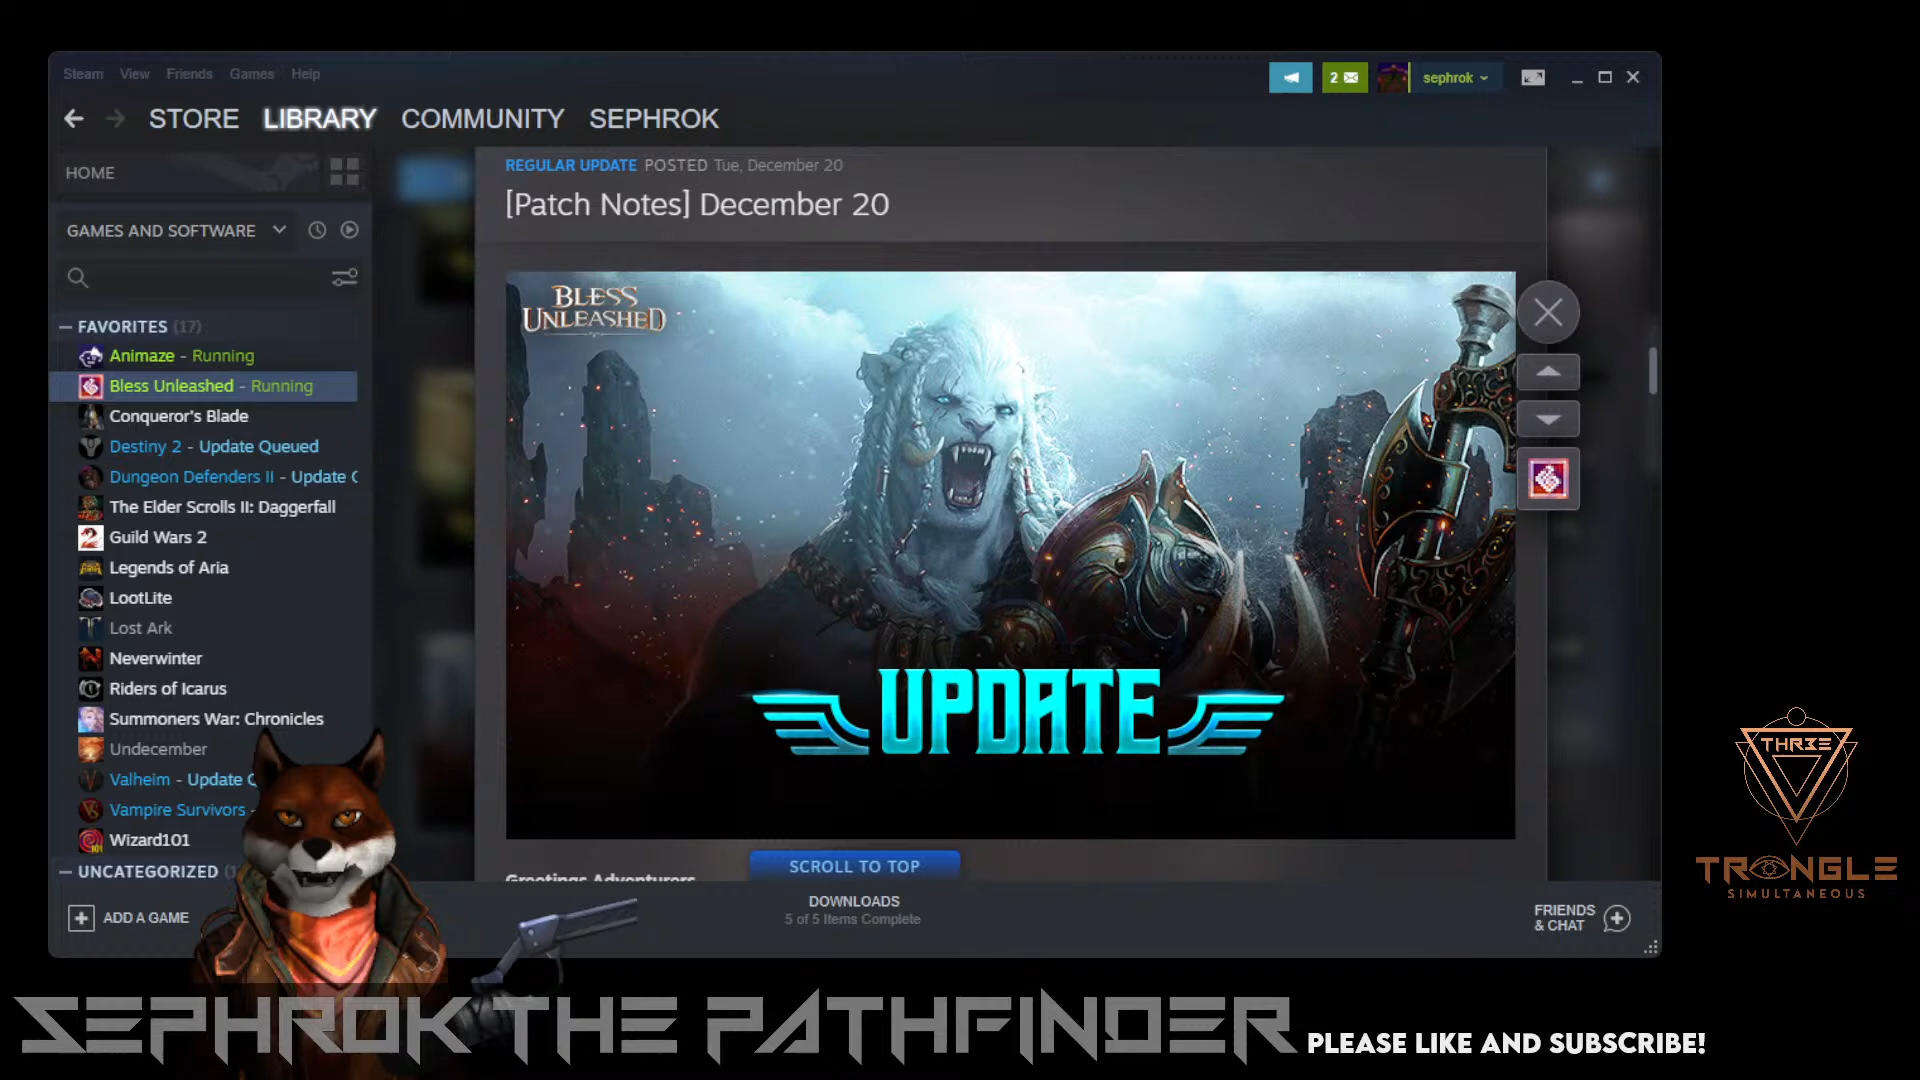 Steam View Friends Games Help
2
sephrok
STORE LIBRARY COMMUNITY SEPHROK
HOME
GAMES AND SOFTWARE
FAVORITES (17)
Animaze - Running
Bless Unleashed - Running
Conqueror's Blade
Destiny 2 - Update Queued
Dungeon Defenders II - Update
The Elder Scrolls II: Daggerfall
Guild Wars 2
Legends of Aria
LootLite
Lost Ark
Neverwinter
Riders of Icarus
Summoners War: Chronicles
Undecember
Valheim - Update
Vampire Survivors -
Wizard101
UNCATEGORIZED
ADD A GAME
REGULAR UPDATE POSTED Tue, December 20
[Patch Notes] December 20
BLESS
UNLEASHED
UPDATE
Greetings Adventurers
SCROLL TO TOP
DOWNLOADS
5 of 5 Items Complete
FRIENDS
& CHAT
THR3E
TRIANGLE
SIMULTANEOUS
SEPHROK THE PATHFINDER
PLEASE LIKE AND SUBSCRIBE!